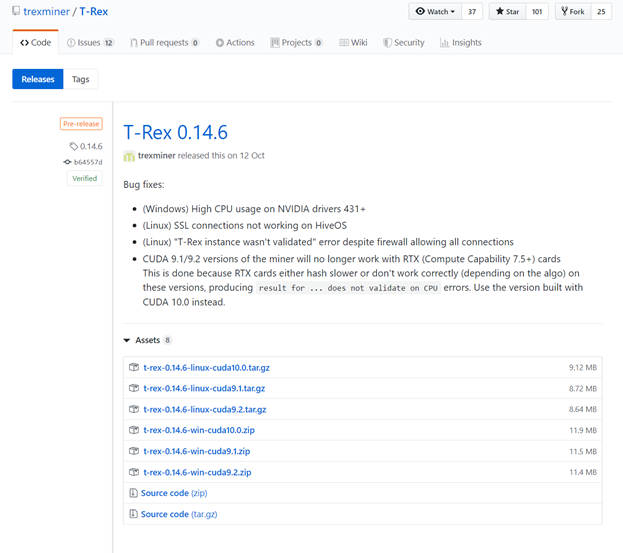 trexminer / T-Rex
Watch 37 Star 101 Fork 25
Code Issues 12 Pull requests 0 Actions Projects 0 Wiki Security Insights
Releases Tags
Pre-release
0.14.6
b64557d
Verified
T-Rex 0.14.6
trexminer released this on 12 Oct
Bug fixes:
(Windows) High CPU usage on NVIDIA drivers 431+
(Linux) SSL connections not working on HiveOS
(Linux) "T-Rex instance wasn't validated" error despite firewall allowing all connections
CUDA 9.1/9.2 versions of the miner will no longer work with RTX (Compute Capability 7.5+) cards
This is done because RTX cards either hash slower or don't work correctly (depending on the algo) on
these versions, producing result for ... does not validate on CPU errors. Use the version built with
CUDA 10.0 instead.
Assets 8
t-rex-0.14.6-linux-cuda10.0.tar.gz 9.12 MB
t-rex-0.14.6-linux-cuda9.1.tar.gz 8.72 MB
t-rex-0.14.6-linux-cuda9.2.tar.gz 8.64 MB
t-rex-0.14.6-win-cuda10.0.zip 11.9 MB
t-rex-0.14.6-win-cuda9.1.zip 11.5 MB
t-rex-0.14.6-win-cuda9.2.zip 11.4 MB
Source code (zip)
Source code (tar.gz)